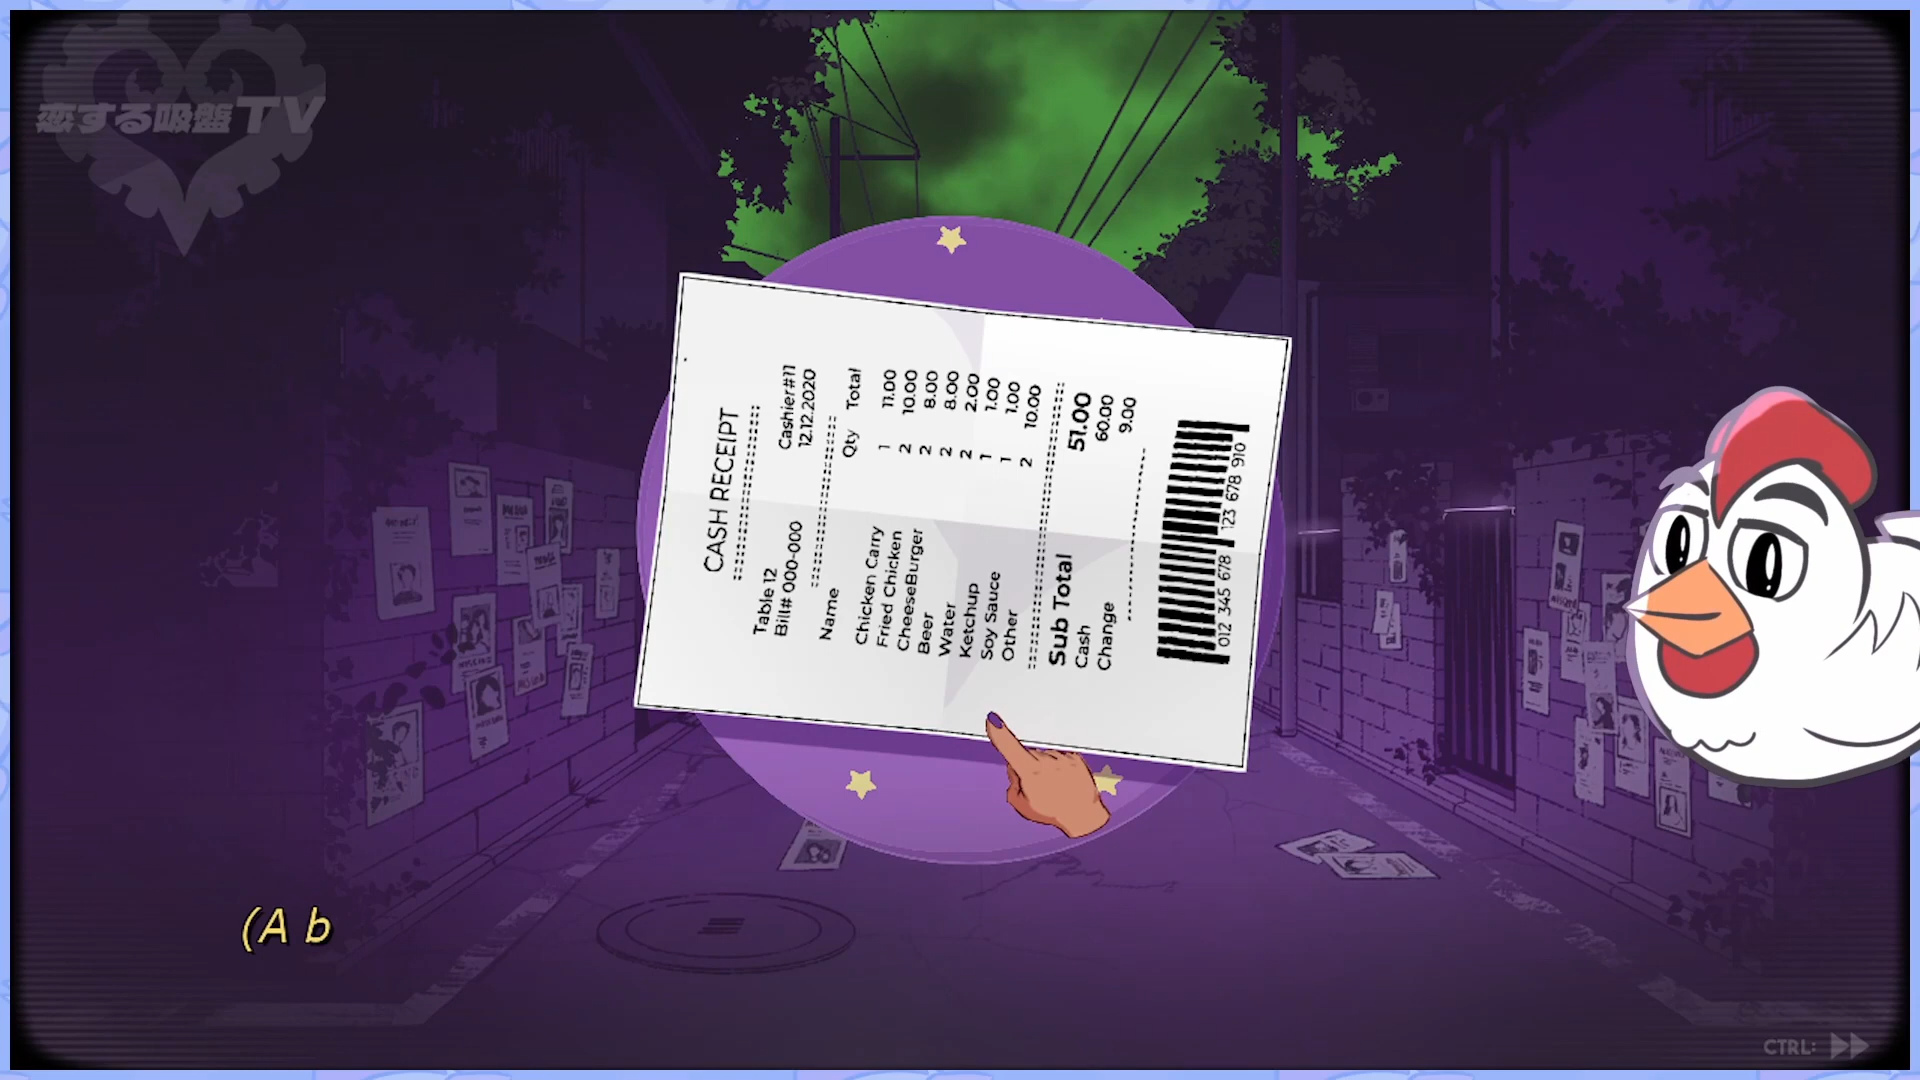 恋する吸盤TV
CASH RECEIPT
Table 12 Cashier#11
Bill# 000-000 12.12.2020
Name Qty Total
Chicken Carry 1 11.00
Fried Chicken 2 10.00
CheeseBurger 2 8.00
Beer 2 8.00
Water 2 2.00
Ketchup 1 1.00
Soy Sauce 1 1.00
Other 2 10.00
Sub Total 51.00
Cash 60.00
Change 9.00
012 345 678 123 678 910
(A b
CTRL: